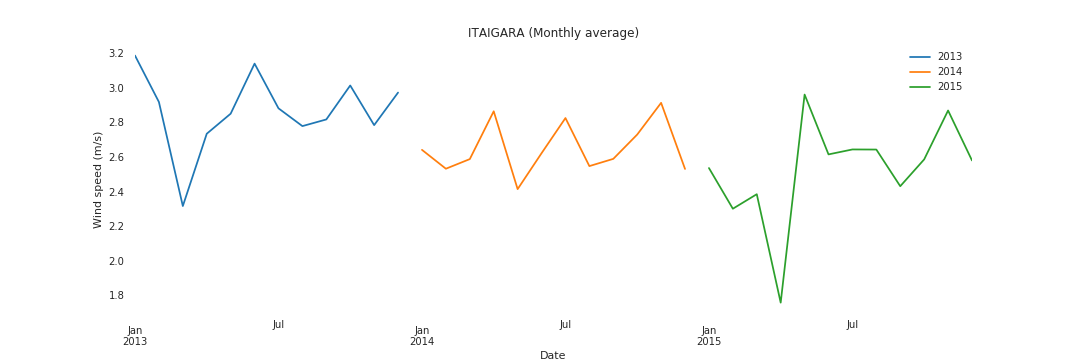 ITAIGARA (Monthly average)
2013
2014
2015
Wind speed (m/s)
3.2
3.0
2.8
2.6
2.4
2.2
2.0
1.8
Jan
2013
Jul
Jan
2014
Jul
Jan
2015
Jul
Date